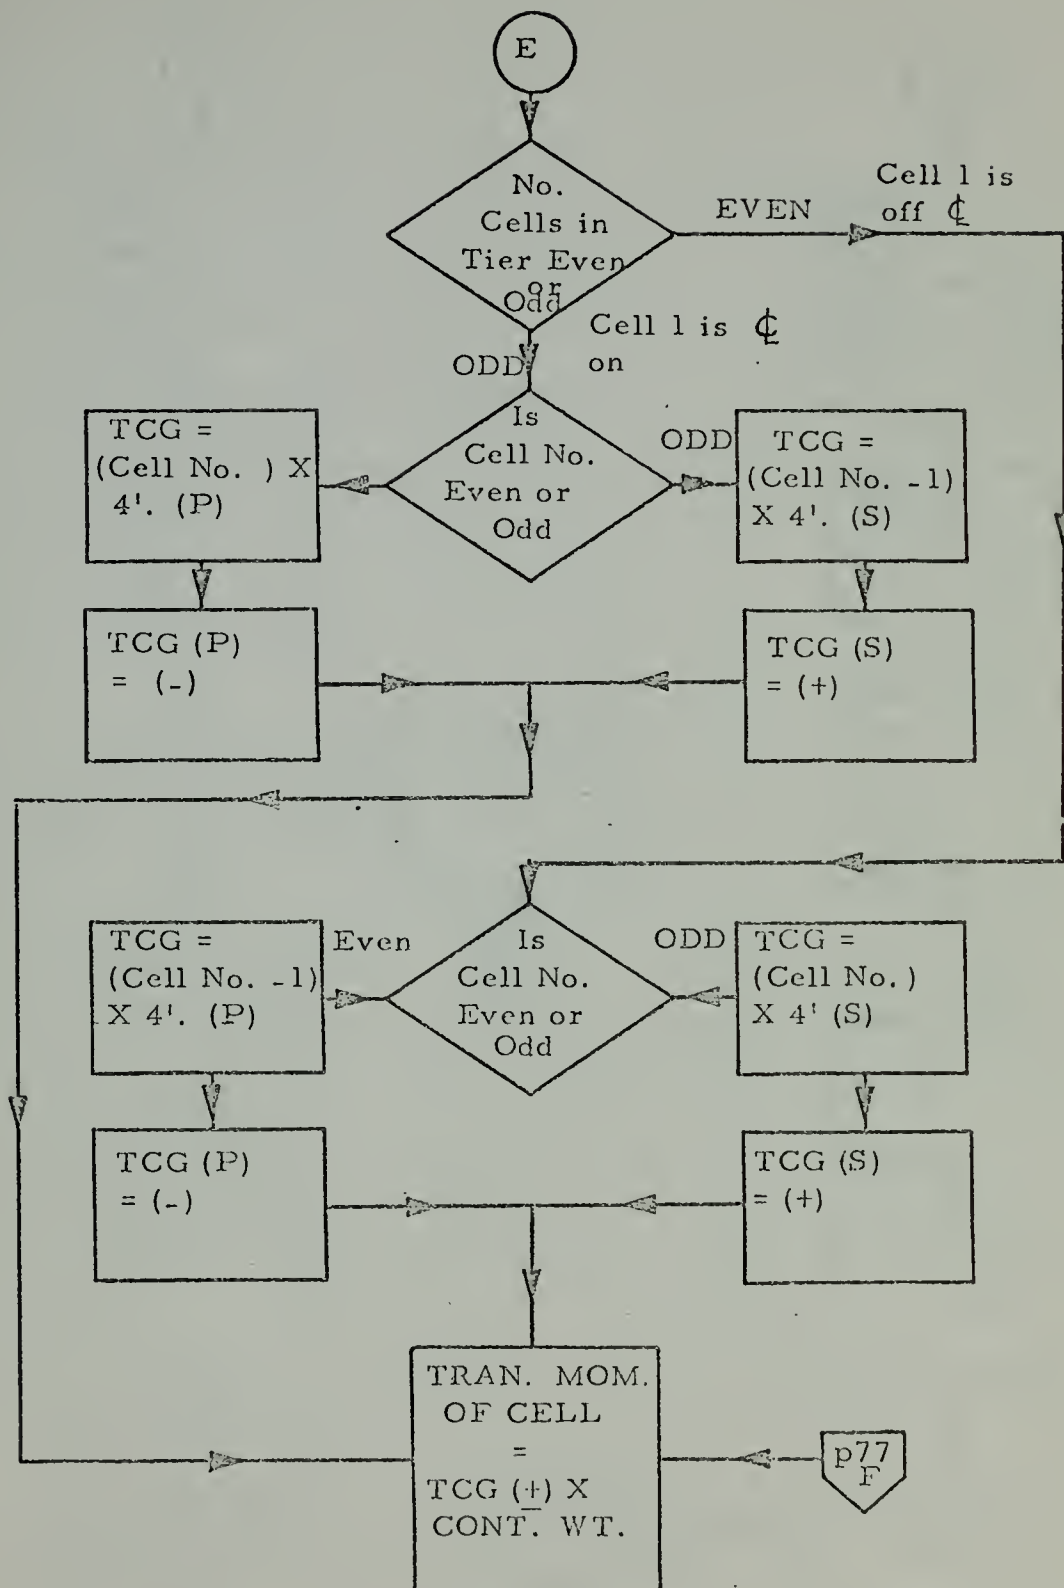 E
No.
Cells in
Tier Even
or
Odd
EVEN
Cell 1 is
off ℄
Cell 1 is ℄
on
ODD
TCG =
(Cell No. ) X
4'. (P)
Is
Cell No.
Even or
Odd
ODD
TCG =
(Cell No. -1)
X 4'. (S)
TCG (P)
= (-)
TCG (S)
= (+)
TCG =
(Cell No. -1)
X 4'. (P)
Even
Is
Cell No.
Even or
Odd
ODD
TCG =
(Cell No.)
X 4' (S)
TCG (P)
= (-)
TCG (S)
= (+)
TRAN. MOM.
OF CELL
=
TCG (±) X
CONT. WT.
p77
F